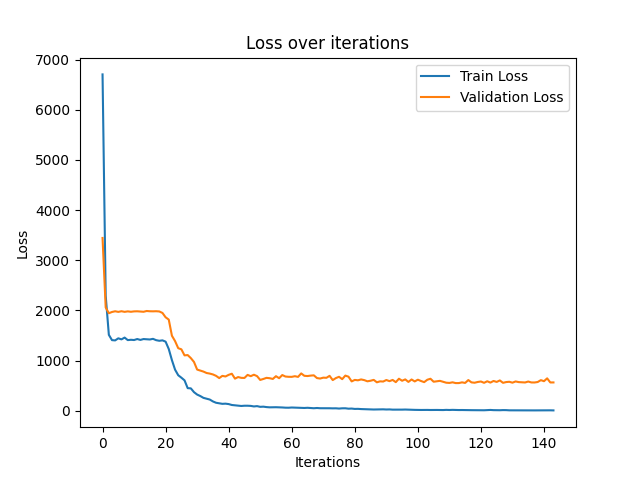 Loss over iterations
Train Loss
Validation Loss
7000
6000
5000
4000
3000
2000
1000
0
Loss
0 20 40 60 80 100 120 140
Iterations